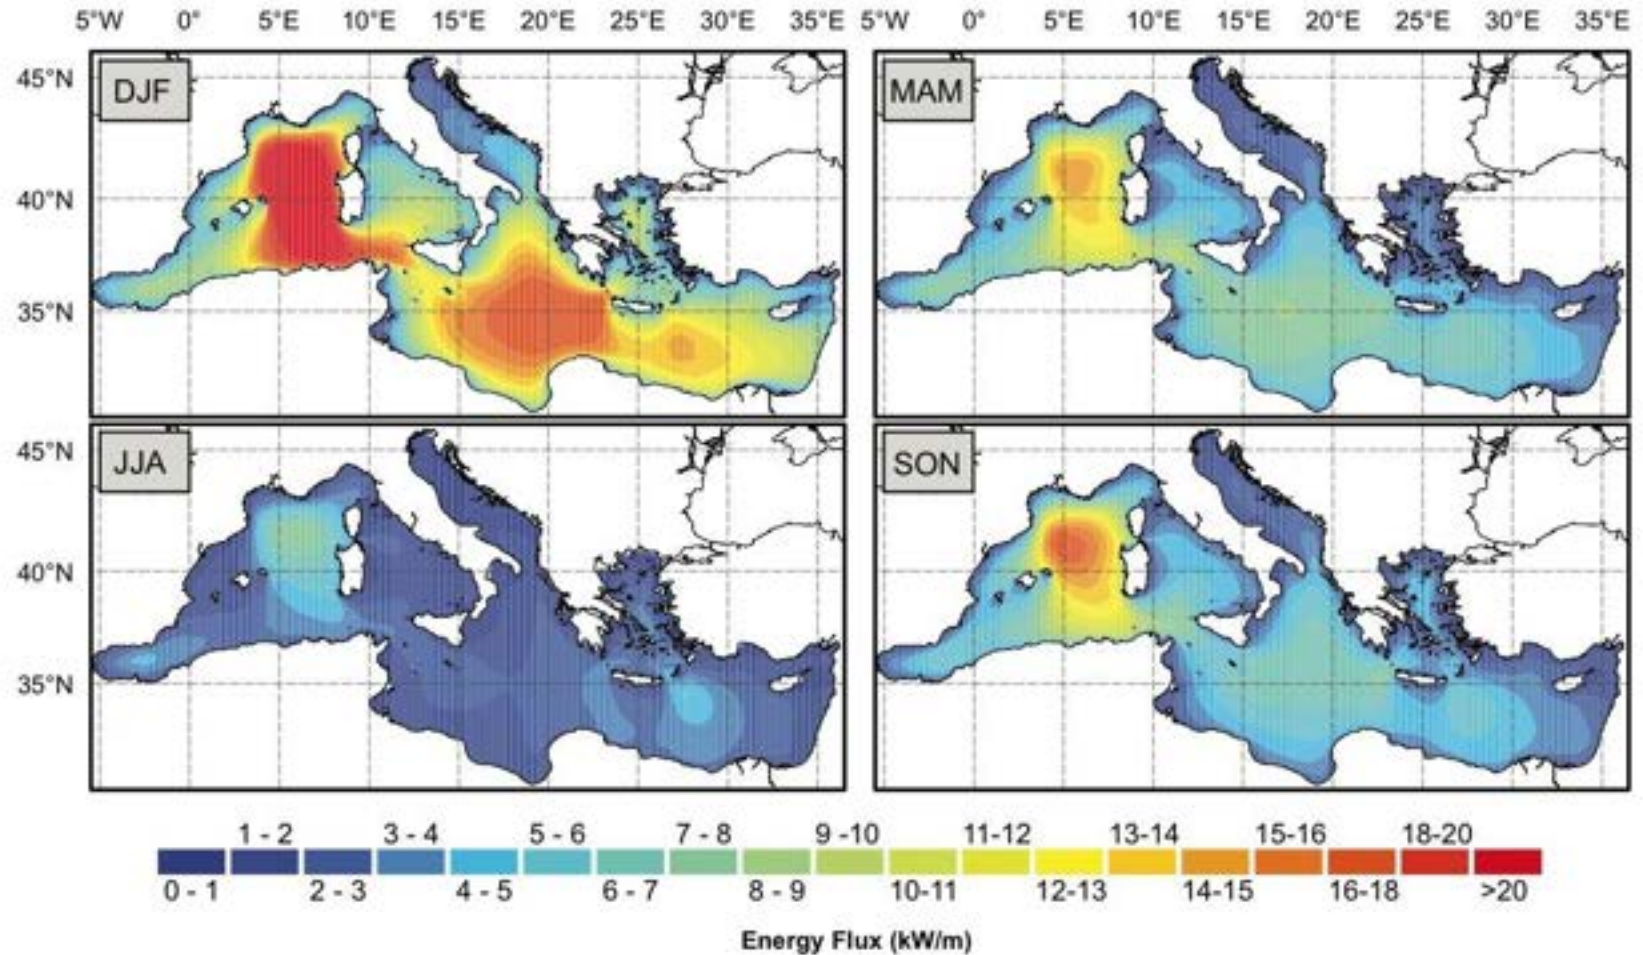 5°W 0° 5°E 10°E 15°E 20°E 25°E 30°E 35°E 5°W 0° 5°E 10°E 15°E 20°E 25°E 30°E 35°E
45°N DJF MAM
40°N
35°N
45°N JJA SON
40°N
35°N
1 - 2 3 - 4 5 - 6 7 - 8 9 -10 11-12 13-14 15-16 18-20
0 - 1 2 - 3 4 - 5 6 - 7 8 - 9 10-11 12-13 14-15 16-18 >20
Energy Flux (kW/m)